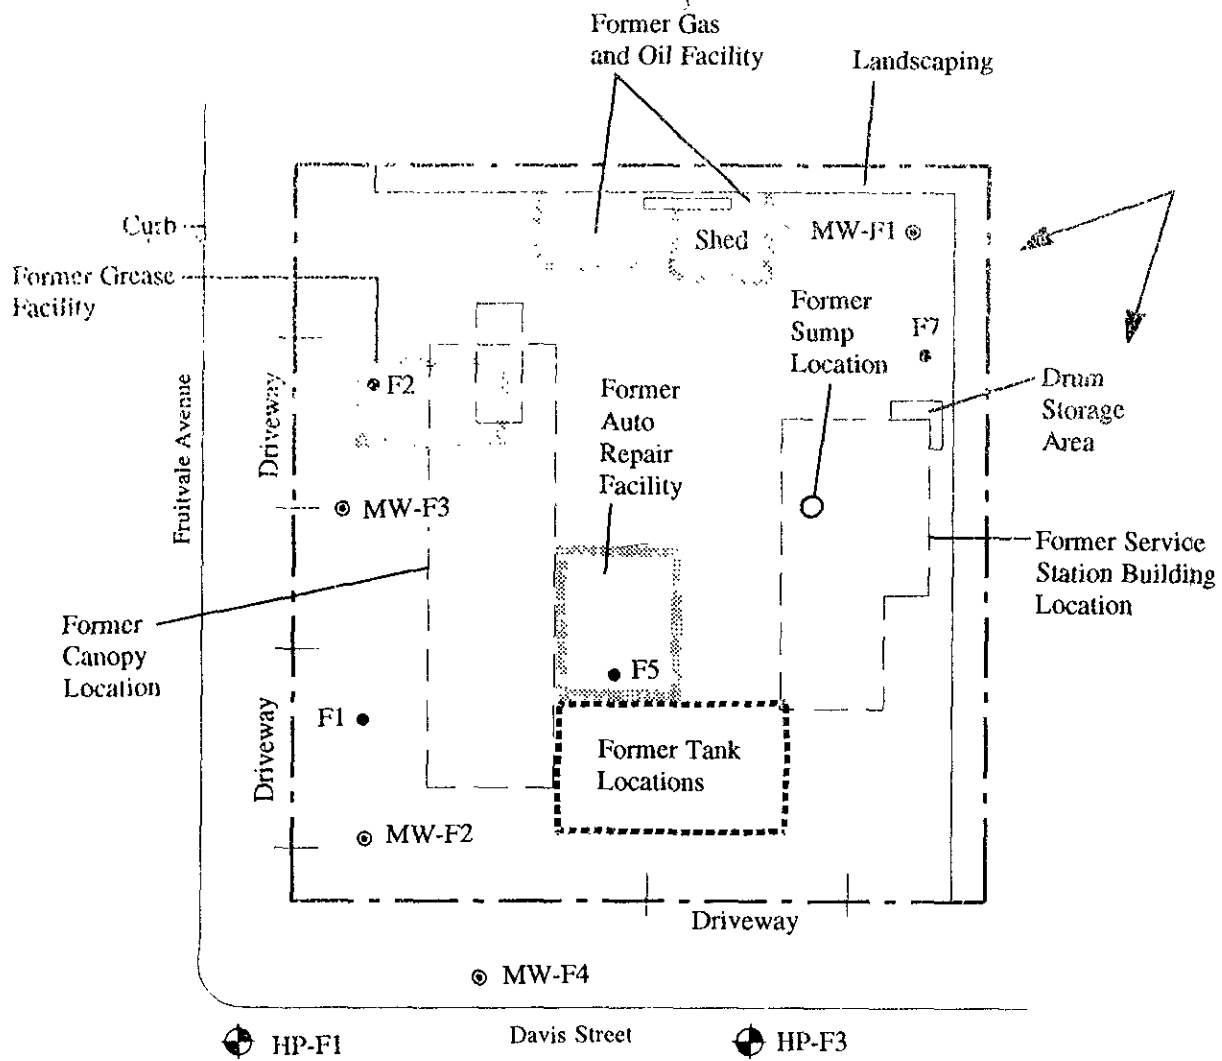 Former Gas
and Oil Facility
Landscaping
Curb
Shed
MW-F1
Former Grease
Facility
Former
Sump
Location
F7
F2
Former
Auto
Repair
Facility
Drum
Storage
Area
Fruitvale Avenue
Driveway
MW-F3
Former Service
Station Building
Location
Former
Canopy
Location
F5
F1
Driveway
Former Tank
Locations
MW-F2
Driveway
MW-F4
Davis Street
HP-F1
HP-F3